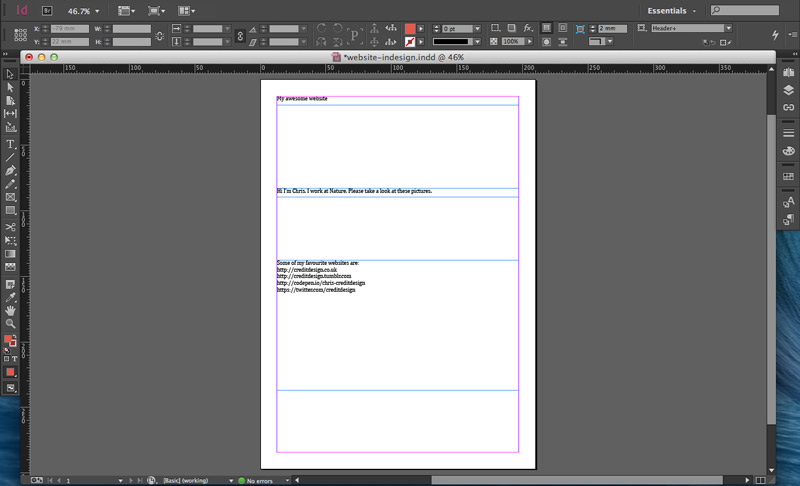 Id Br 46.7% Essentials
X: -79 mm W: 0 pt 2 mm Header+
Y: 22 mm H: 100%
*website-indesign.indd @ 46%
150 100 50 0 50 100 150 200 250 300 350
My awesome website
Hi I'm Chris. I work at Nature. Please take a look at these pictures.
Some of my favourite websites are:
http://creditdesign.co.uk
http://creditdesign.tumblr.com
http://codepen.io/chris-creditdesign
https://twitter.com/creditdesign
1 [Basic] (working) No errors